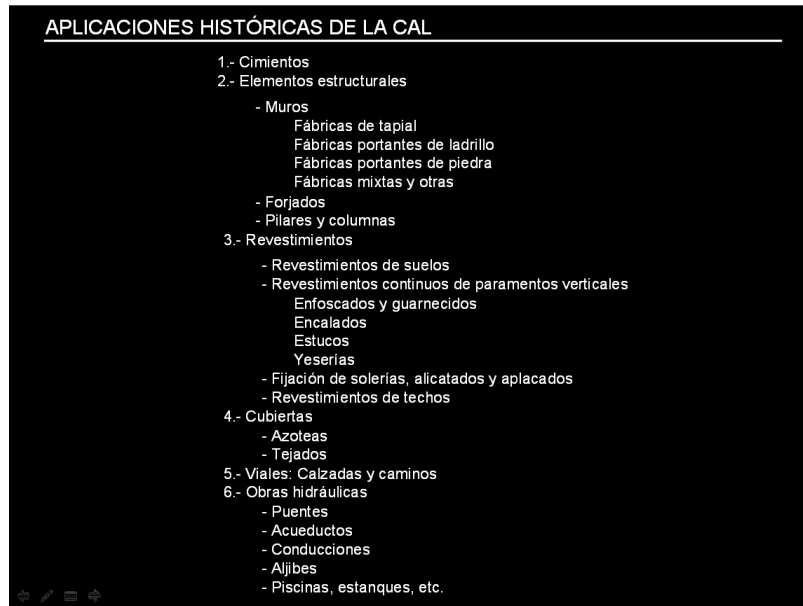 APLICACIONES HISTÓRICAS DE LA CAL
1.- Cimientos
2.- Elementos estructurales
- Muros
Fábricas de tapial
Fábricas portantes de ladrillo
Fábricas portantes de piedra
Fábricas mixtas y otras
- Forjados
- Pilares y columnas
3.- Revestimientos
- Revestimientos de suelos
- Revestimientos continuos de paramentos verticales
Enfoscados y guarnecidos
Encalados
Estucos
Yeserías
- Fijación de solerías, alicatados y aplacados
- Revestimientos de techos
4.- Cubiertas
- Azoteas
- Tejados
5.- Viales: Calzadas y caminos
6.- Obras hidráulicas
- Puentes
- Acueductos
- Conducciones
- Aljibes
- Piscinas, estanques, etc.